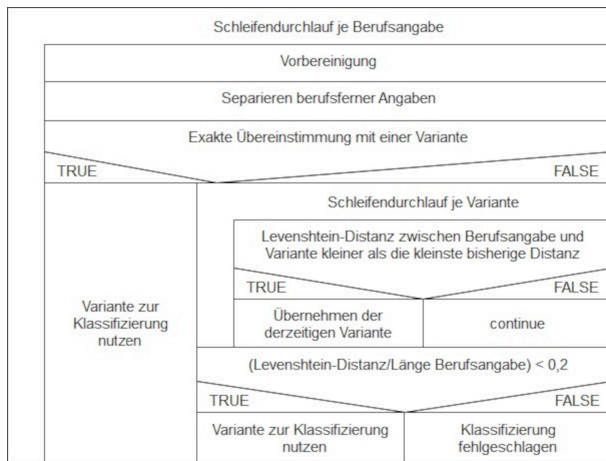 Schleifendurchlauf je Berufsangabe
Vorbereinigung
Separieren berufsferner Angaben
Exakte Übereinstimmung mit einer Variante
TRUE
FALSE
Variante zur
Klassifizierung
nutzen
Schleifendurchlauf je Variante
Levenshtein-Distanz zwischen Berufsangabe und
Variante kleiner als die kleinste bisherige Distanz
TRUE
FALSE
Übernehmen der
derzeitigen Variante
continue
(Levenshtein-Distanz/Länge Berufsangabe) < 0,2
TRUE
FALSE
Variante zur Klassifizierung
nutzen
Klassifizierung
fehlgeschlagen